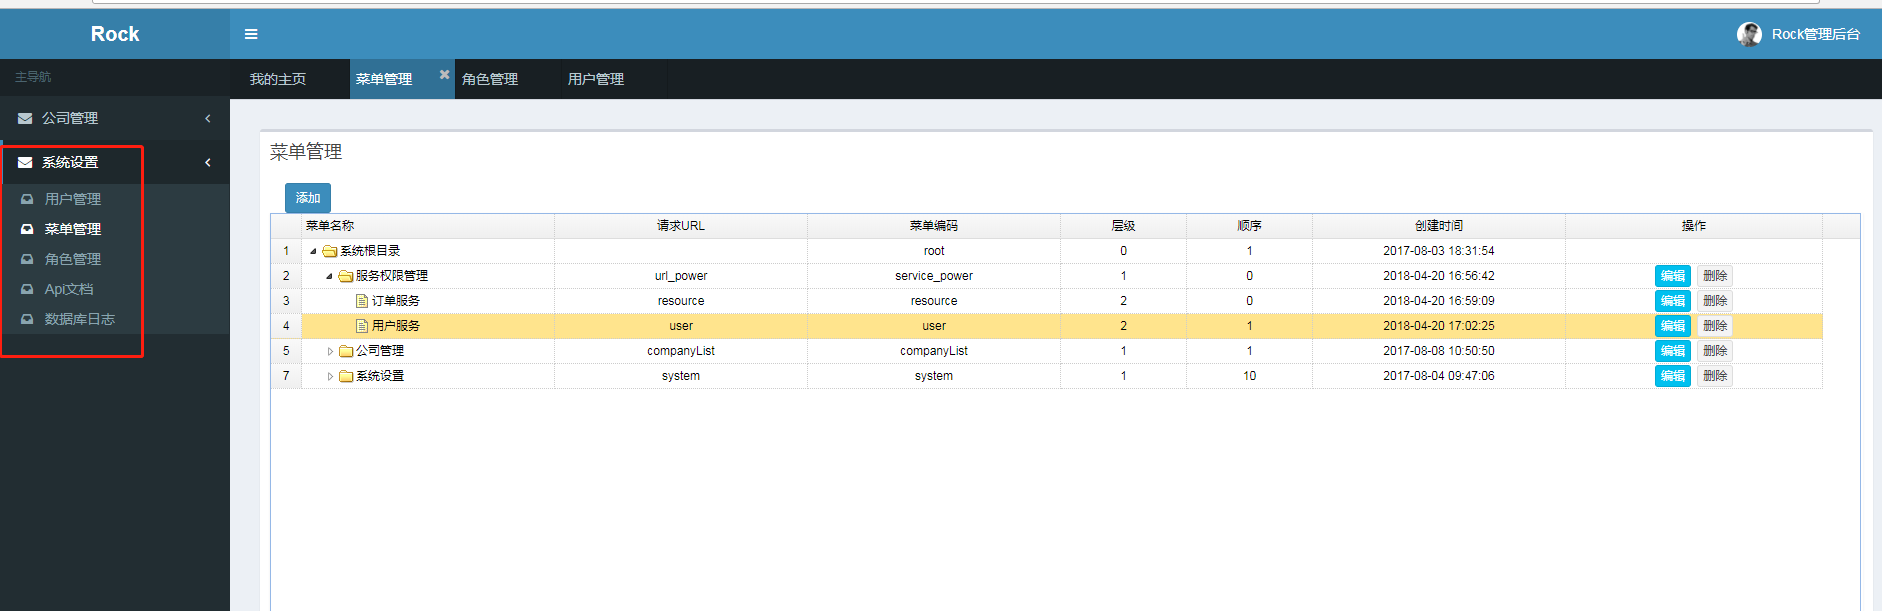 Rock
Rock管理后台
主导航
我的主页 菜单管理 角色管理 用户管理
公司管理
系统设置
用户管理
菜单管理
角色管理
Api文档
数据库日志
菜单管理
添加
菜单名称 请求URL 菜单编码 层级 顺序 创建时间 操作
1 系统根目录 root 0 1 2017-08-03 18:31:54
2 服务权限管理 url_power service_power 1 0 2018-04-20 16:56:42 编辑 删除
3 订单服务 resource resource 2 0 2018-04-20 16:59:09 编辑 删除
4 用户服务 user user 2 1 2018-04-20 17:02:25 编辑 删除
5 公司管理 companyList companyList 1 1 2017-08-08 10:50:50 编辑 删除
7 系统设置 system system 1 10 2017-08-04 09:47:06 编辑 删除